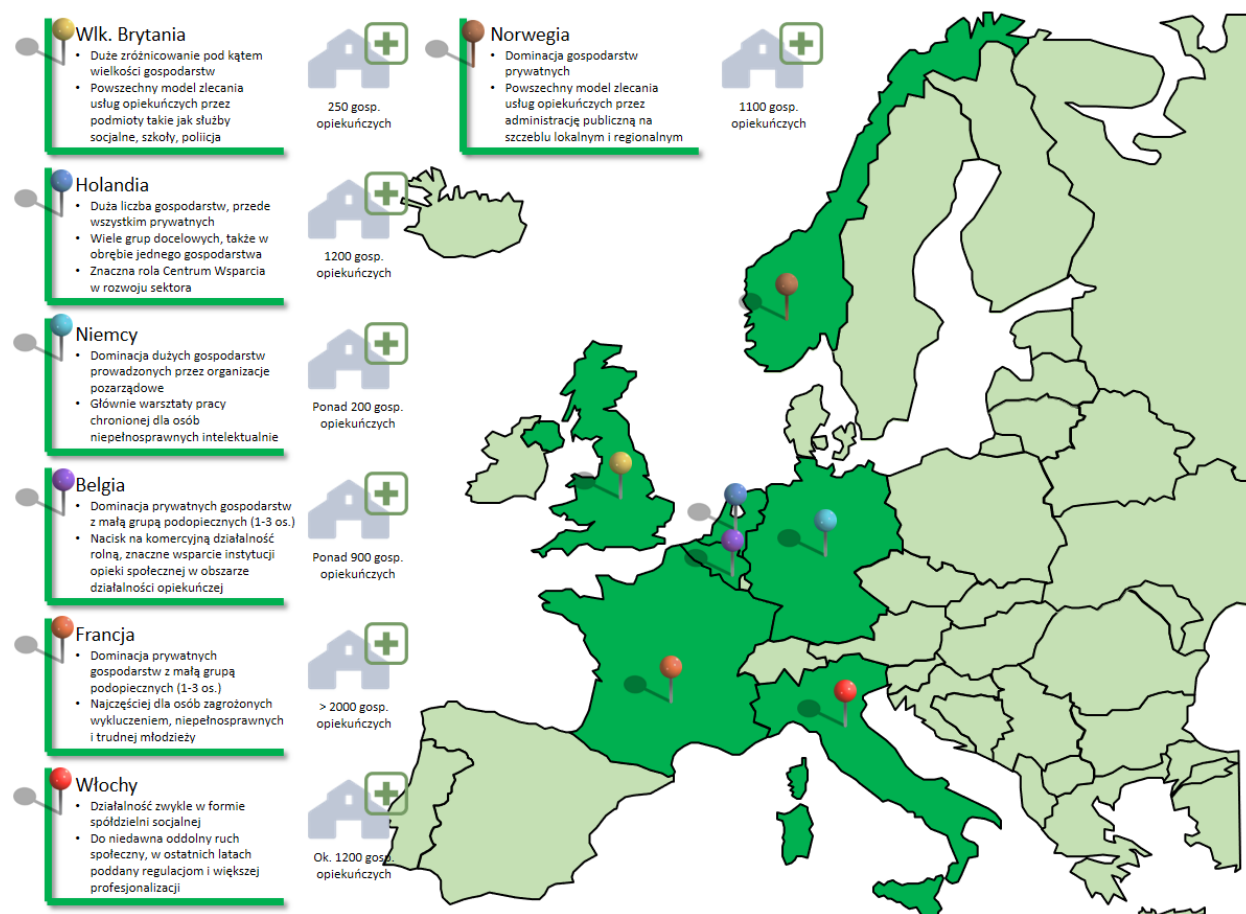 Wlk. Brytania
• Duże zróżnicowanie pod kątem
wielkości gospodarstw
• Powszechny model zlecania
usług opiekuńczych przez
podmioty takie jak służby
socjalne, szkoły, poliicja
250 gosp.
opiekuńczych
Norwegia
• Dominacja gospodarstw
prywatnych
• Powszechny model zlecania
usług opiekuńczych przez
administrację publiczną na
szczeblu lokalnym i regionalnym
1100 gosp.
opiekuńczych
Holandia
• Duża liczba gospodarstw, przede
wszystkim prywatnych
• Wiele grup docelowych, także w
obrębie jednego gospodarstwa
• Znaczna rola Centrum Wsparcia
w rozwoju sektora
1200 gosp.
opiekuńczych
Niemcy
• Dominacja dużych gospodarstw
prowadzonych przez organizacje
pozarządowe
• Głównie warsztaty pracy
chronionej dla osób
niepełnosprawnych intelektualnie
Ponad 200 gosp.
opiekuńczych
Belgia
• Dominacja prywatnych gospodarstw
z małą grupą podopiecznych (1-3 os.)
• Nacisk na komercyjną działalność
rolną, znaczne wsparcie instytucji
opieki społecznej w obszarze
działalności opiekuńczej
Ponad 900 gosp.
opiekuńczych
Francja
• Dominacja prywatnych
gospodarstw z małą grupą
podopiecznych (1-3 os.)
• Najczęściej dla osób zagrożonych
wykluczeniem, niepełnosprawnych
i trudnej młodzieży
> 2000 gosp.
opiekuńczych
Włochy
• Działalność zwykle w formie
spółdzielni socjalnej
• Do niedawna oddolny ruch
społeczny, w ostatnich latach
poddany regulacjom i większej
profesjonalizacji
Ok. 1200 gosp.
opiekuńczych